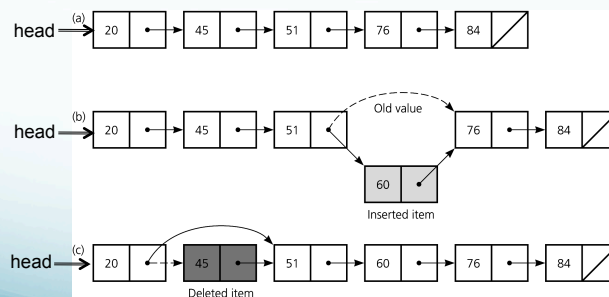 (a)
head 20 45 51 76 84
(b)
Old value
head 20 45 51 76 84
60
Inserted item
(c)
head 20 45 51 60 76 84
Deleted item